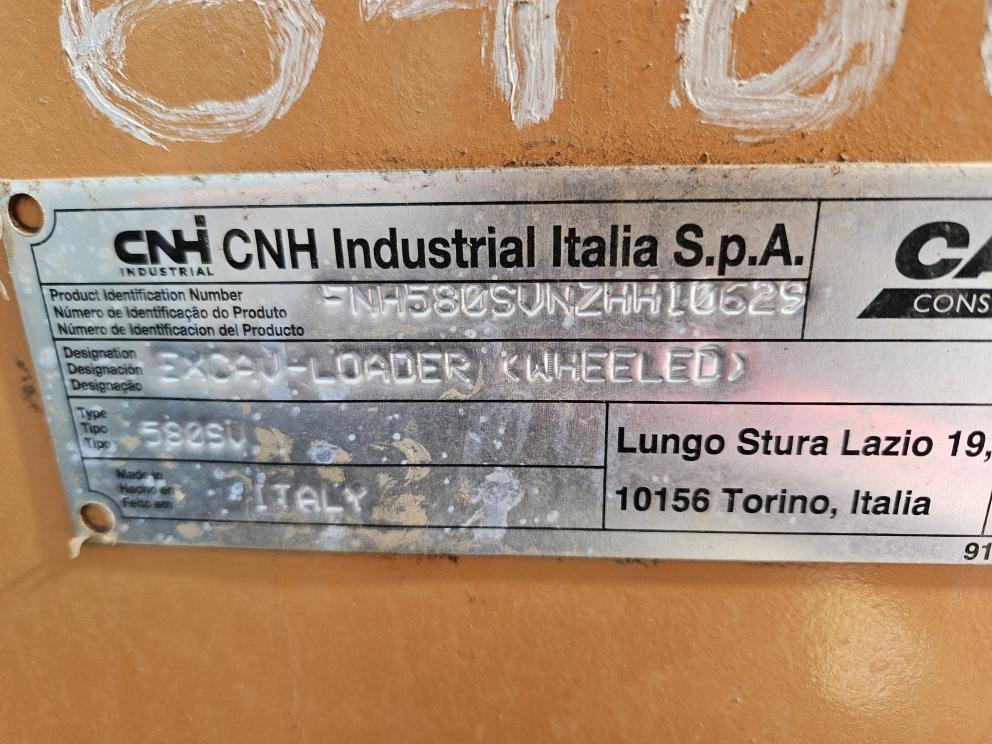 CNH INDUSTRIAL CNH Industrial Italia S.p.A.
Product Identification Number
Número de Identificação do Produto
Número de Identificacion del Producto
Designation
Designación
Designação
EXCAV-LOADER (WHEELED)
Type
Tipo
Tipo
580SV
Made in
Hecho en
Feito em
ITALY
Lungo Stura Lazio 19,
10156 Torino, Italia
CONS
91